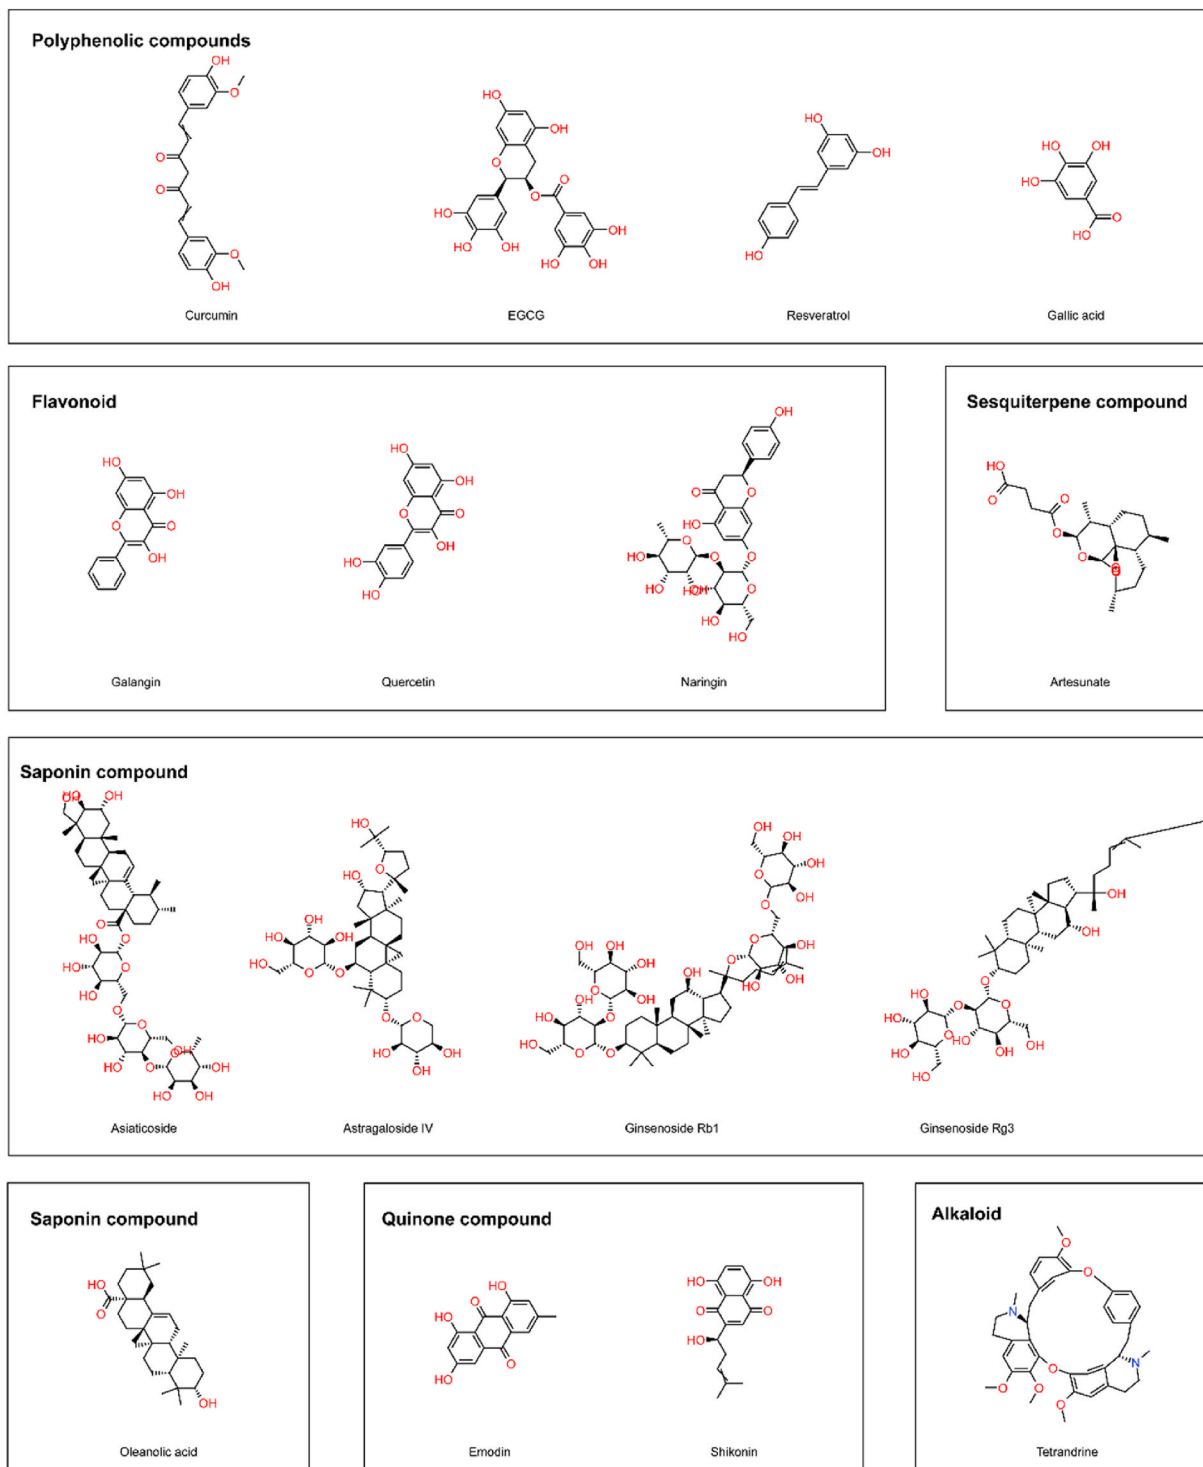 Polyphenolic compounds
Curcumin
EGCG
Resveratrol
Gallic acid
Flavonoid
Galangin
Quercetin
Naringin
Sesquiterpene compound
Artesunate
Saponin compound
Asiaticoside
Astragaloside IV
Ginsenoside Rb1
Ginsenoside Rg3
Saponin compound
Oleanolic acid
Quinone compound
Emodin
Shikonin
Alkaloid
Tetrandrine